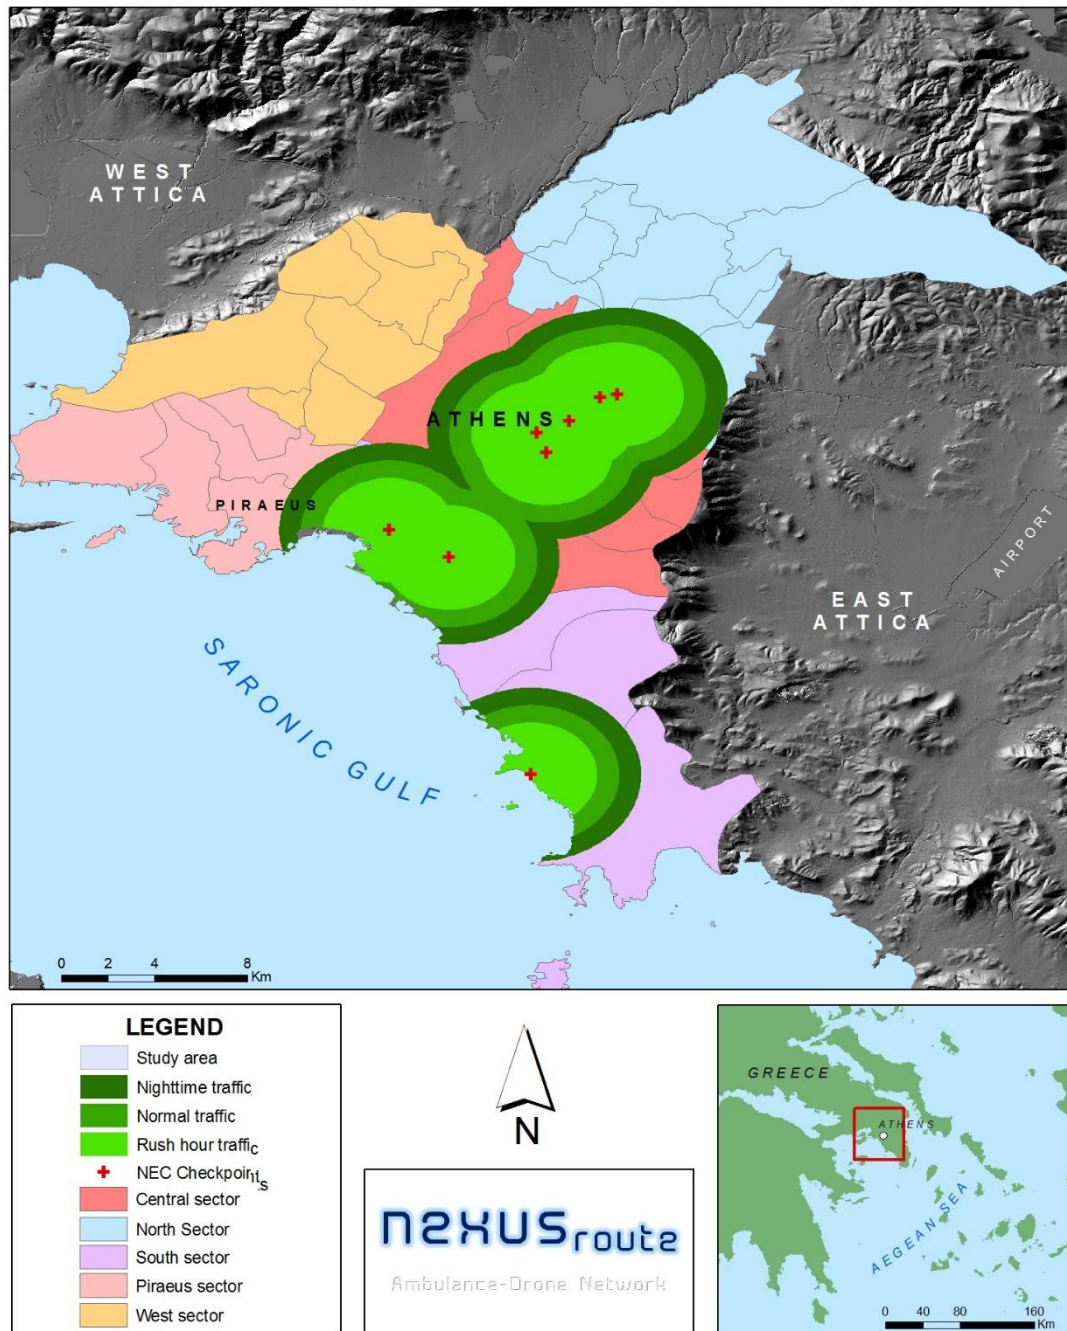 WEST
ATTICA
ATHENS
PIRAEUS
AIRPORT
EAST
ATTICA
SARONIC GULF
0 2 4 8
Km
LEGEND
Study area
Nighttime traffic
Normal traffic
Rush hour traffic
NEC Checkpoints
Central sector
North Sector
South sector
Piraeus sector
West sector
N
nexusroute
Ambulance-Drone Network
GREECE
ATHENS
AEGEAN SEA
0 40 80 160
Km